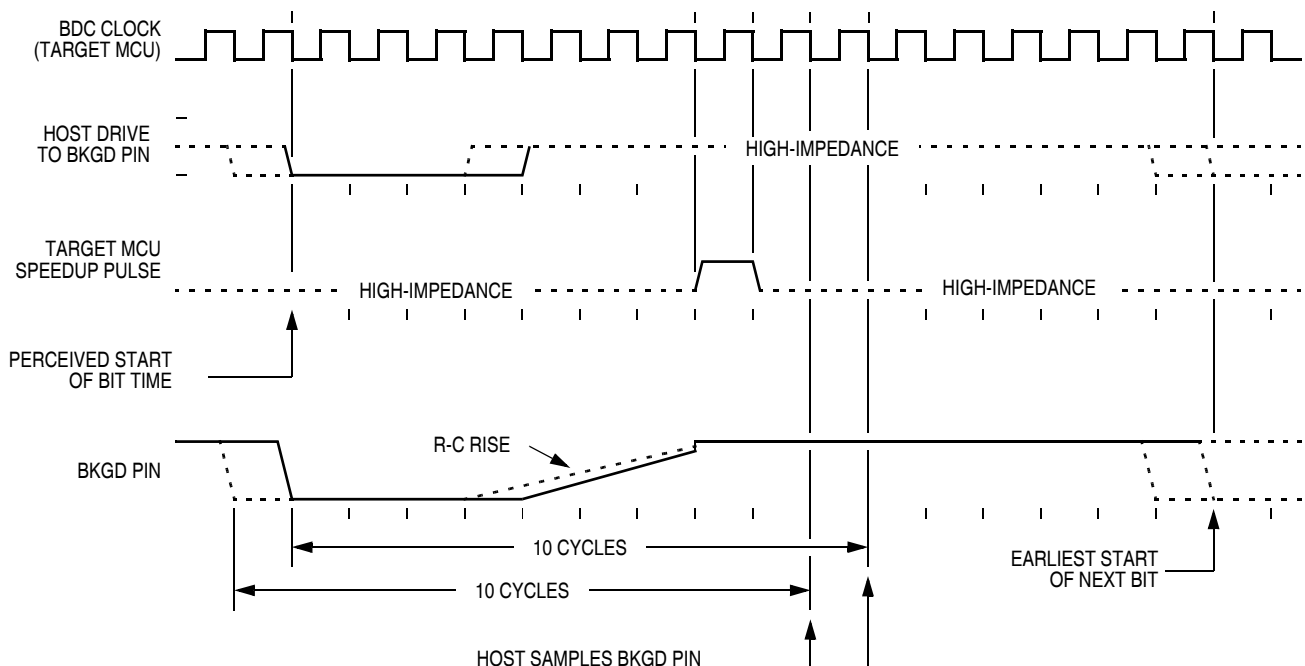 BDC CLOCK
(TARGET MCU)
HOST DRIVE
TO BKGD PIN
HIGH-IMPEDANCE
TARGET MCU
SPEEDUP PULSE
HIGH-IMPEDANCE
HIGH-IMPEDANCE
PERCEIVED START
OF BIT TIME
R-C RISE
BKGD PIN
10 CYCLES
EARLIEST START
OF NEXT BIT
10 CYCLES
HOST SAMPLES BKGD PIN